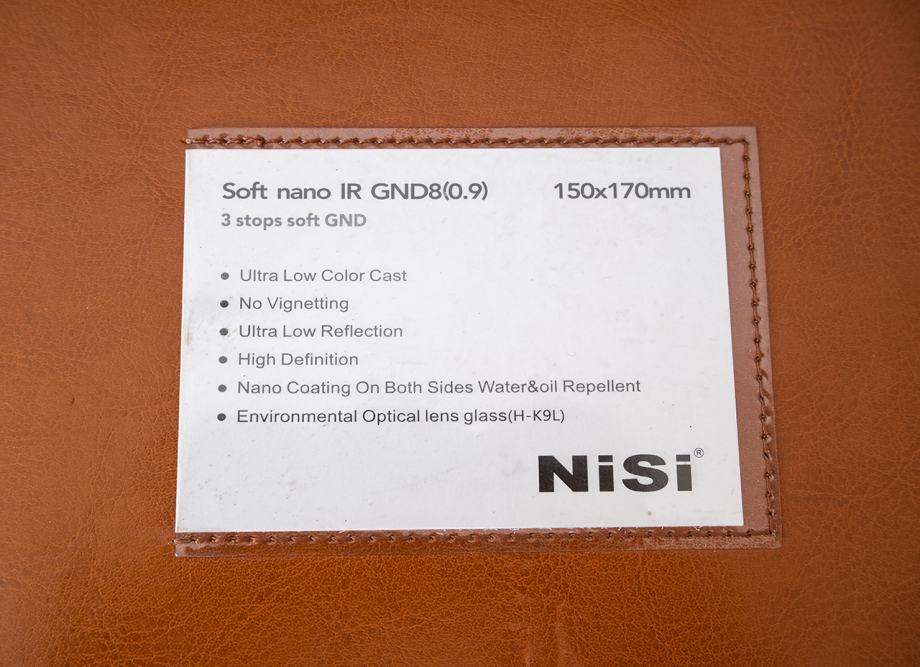 Soft nano IR GND8(0.9) 150x170mm
3 stops soft GND
● Ultra Low Color Cast
● No Vignetting
● Ultra Low Reflection
● High Definition
● Nano Coating On Both Sides Water&oil Repellent
● Environmental Optical lens glass(H-K9L)
NiSi®